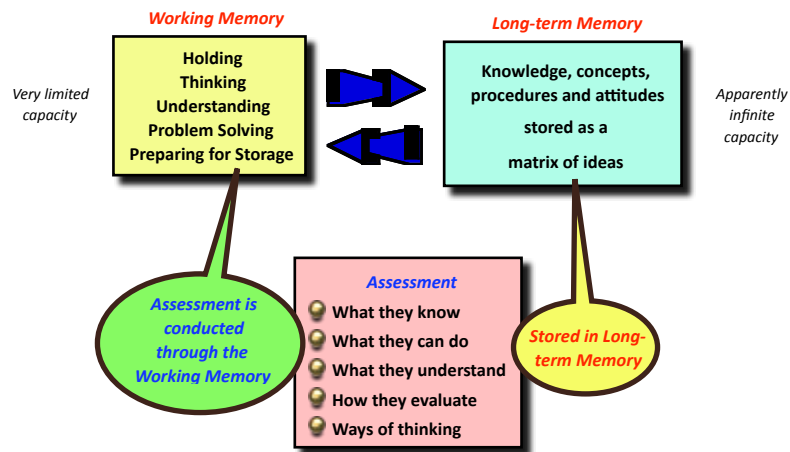 Working Memory
Long-term Memory
Very limited
capacity
Holding
Thinking
Understanding
Problem Solving
Preparing for Storage
Knowledge, concepts,
procedures and attitudes
stored as a
matrix of ideas
Apparently
infinite
capacity
Assessment is
conducted
through the
Working Memory
Assessment
What they know
What they can do
What they understand
How they evaluate
Ways of thinking
Stored in Long-
term Memory